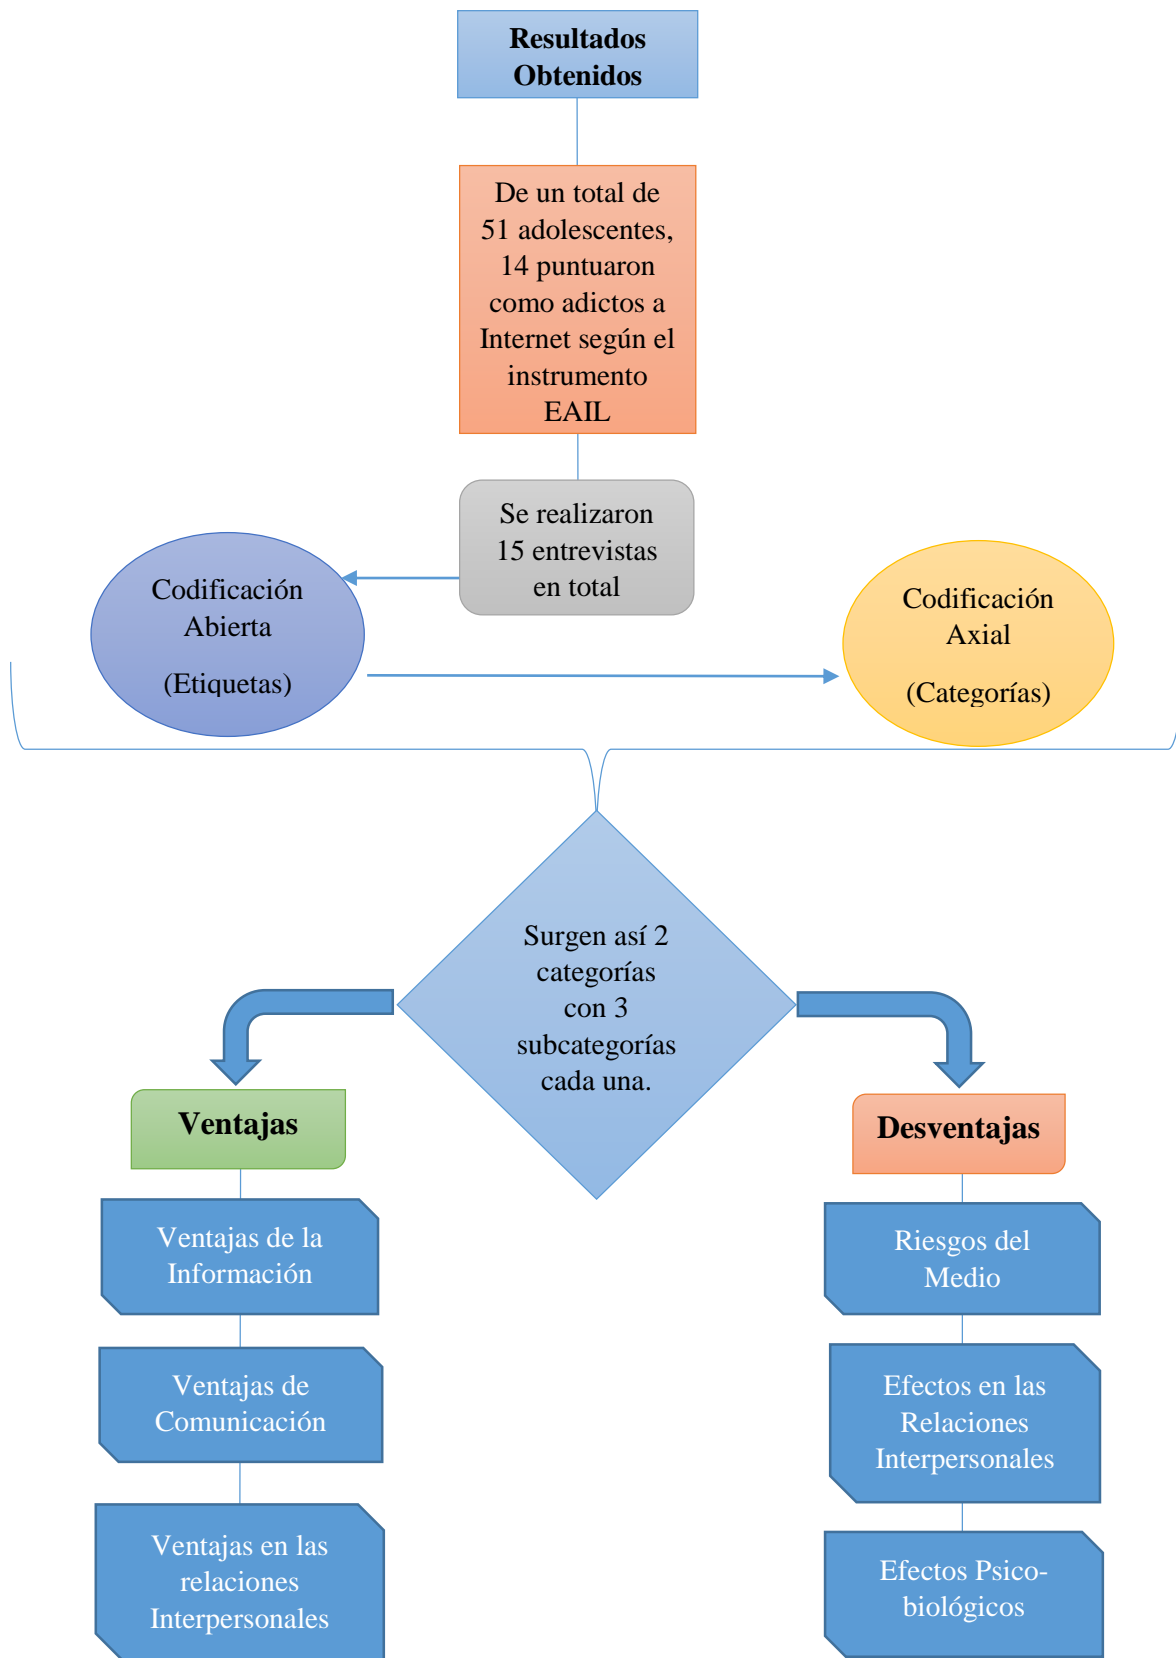 Resultados
Obtenidos
De un total de
51 adolescentes,
14 puntuaron
como adictos a
Internet según el
instrumento
EAIL
Se realizaron
15 entrevistas
en total
Codificación
Abierta
(Etiquetas)
Codificación
Axial
(Categorías)
Surgen así 2
categorías
con 3
subcategorías
cada una.
Ventajas
Ventajas de la
Información
Ventajas de
Comunicación
Ventajas en las
relaciones
Interpersonales
Desventajas
Riesgos del
Medio
Efectos en las
Relaciones
Interpersonales
Efectos Psico-
biológicos